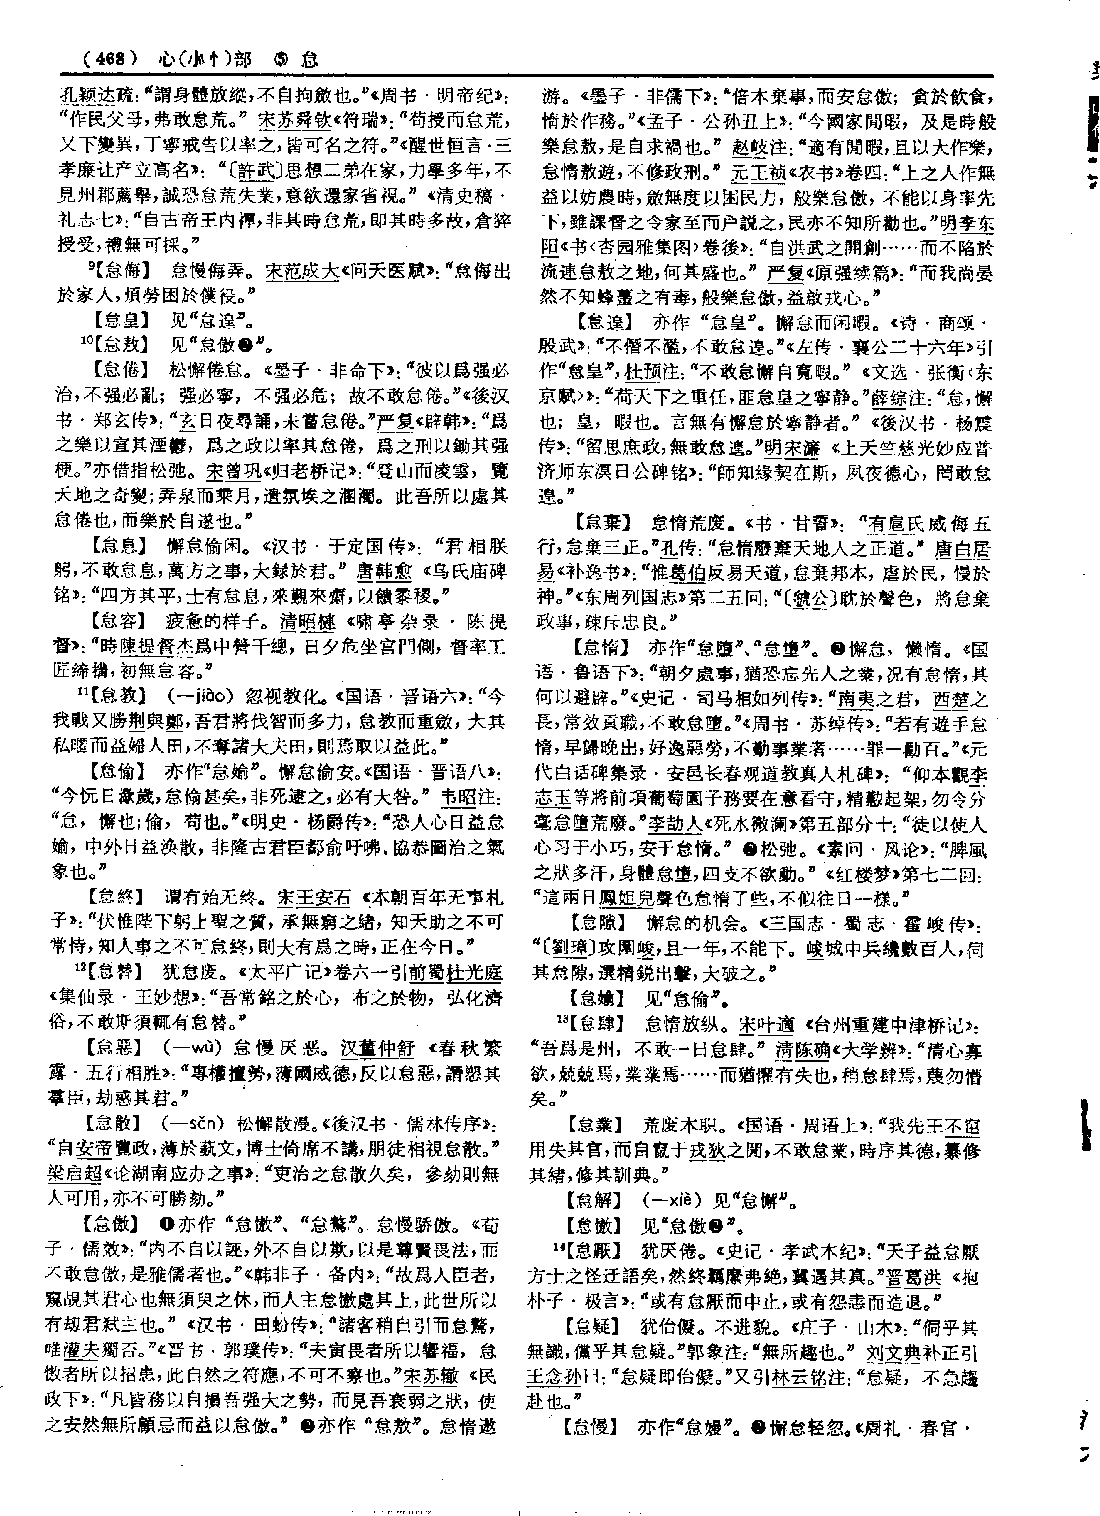 (468) 心(小忄)部 ⑤ 怠
孔颖达疏：“謂身體放縱，不自拘斂也。”《周书·明帝纪》：
“作民父母，弗敢怠荒。” 宋苏舜钦《符瑞》：“苟授而怠荒，
又下變異，丁寧戒告以率之，皆可名之符。”《醒世恒言·三
孝廉让产立高名》：“〔許武〕思想二弟在家，力學多年，不
見州郡薦舉，誠恐怠荒失業，意欲還家省視。”《清史稿·
礼志七》：“自古帝王内禪，非其時怠荒，即其時多故，倉猝
授受，禮無可採。”
9【怠侮】 怠慢侮弄。宋范成大《问天医赋》：“怠侮出
於家人，煩勞困於僕役。”
【怠皇】 见“怠遑”。
10【怠敖】 见“怠傲❷”。
【怠倦】 松懈倦怠。《墨子·非命下》：“彼以爲强必
治，不强必亂；强必寧，不强必危；故不敢怠倦。”《後汉
书·郑玄传》：“玄日夜尋誦，未嘗怠倦。”严复《辟韩》：“爲
之樂以宣其湮鬱，爲之政以率其怠倦，爲之刑以鋤其强
梗。”亦借指松弛。宋曾巩《归老桥记》：“登山而凌雲，覽
天地之奇變；弄泉而乘月，遺氛埃之溷濁。此吾所以處其
怠倦也，而樂於自遂也。”
【怠息】 懈怠偷闲。《汉书·于定国传》：“君相朕
躬，不敢怠息，萬方之事，大録於君。” 唐韩愈《乌氏庙碑
铭》：“四方其平，士有怠息，來觀來齋，以饋黍稷。”
【怠容】 疲惫的样子。清昭梿《啸亭杂录·陈提
督》：“時陳提督杰爲中營千總，日夕危坐宫門側，督率工
匠締構，初無怠容。”
11【怠教】 (—jiào) 忽视教化。《国语·晋语六》：“今
我戰又勝荆與鄭，吾君將伐智而多力，怠教而重斂，大其
私暱而益婦人田，不奪諸大夫田，則焉取以益此。”
【怠偷】 亦作“怠媮”。懈怠偷安。《国语·晋语八》：
“今忨日潵歲，怠偷甚矣，非死逮之，必有大咎。” 韦昭注：
“怠，懈也；偷，苟也。”《明史·杨爵传》：“恐人心日益怠
媮，中外日益渙散，非隆古君臣都俞吁咈、協恭圖治之氣
象也。”
【怠終】 谓有始无终。宋王安石《本朝百年无事札
子》：“伏惟陛下躬上聖之質，承無窮之緒，知天助之不可
常恃，知人事之不可怠終，則大有爲之時，正在今日。”
12【怠替】 犹怠废。《太平广记》卷六一引前蜀杜光庭
《集仙录·王妙想》：“吾常銘之於心，布之於物，弘化濟
俗，不敢斯須輒有怠替。”
【怠惡】 (—wù) 怠慢厌恶。汉董仲舒《春秋繁
露·五行相胜》：“專權擅勢，薄國威德，反以怠惡，譖愬其
羣臣，劫惑其君。”
【怠散】 (—sǎn) 松懈散漫。《後汉书·儒林传序》：
“自安帝覽政，薄於藝文，博士倚席不講，朋徒相視怠散。”
梁启超《论湖南应办之事》：“吏治之怠散久矣，參劾則無
人可用，亦不可勝劾。”
【怠傲】 ❶亦作“怠慠”、“怠驁”。怠慢骄傲。《荀
子·儒效》：“内不自以誣，外不自以欺，以是尊賢畏法，而
不敢怠傲，是雅儒者也。”《韩非子·备内》：“故爲人臣者，
窺覘其君心也無須臾之休，而人主怠慠處其上，此世所以
有劫君弑主也。”《汉书·田蚡传》：“諸客稍自引而怠驁，
唯灌夫獨否。”《晋书·郭璞传》：“夫寅畏者所以饗福，怠
傲者所以招患，此自然之符應，不可不察也。”宋苏辙《民
政下》：“凡皆務以自損吾强大之勢，而見吾衰弱之狀，使
之安然無所顧忌而益以怠傲。” ❷亦作“怠敖”。怠惰遨
游。《墨子·非儒下》：“倍本棄事，而安怠傲；貪於飲食，
惰於作務。”《孟子·公孙丑上》：“今國家閒暇，及是時般
樂怠敖，是自求禍也。” 赵岐注：“適有閒暇，且以大作樂，
怠惰敖遊，不修政刑。” 元王祯《农书》卷四：“上之人作無
益以妨農時，斂無度以困民力，般樂怠傲，不能以身率先
下，雖課督之令家至而户説之，民亦不知所勸也。”明李东
阳《书〈杏园雅集图〉卷後》：“自洪武之開創……而不陷於
流連怠敖之地，何其盛也。” 严复《原强续篇》：“而我尚晏
然不知蜂蠆之有毒，般樂怠傲，益啟戎心。”
【怠遑】 亦作“怠皇”。懈怠而闲暇。《诗·商颂·
殷武》：“不僭不濫，不敢怠遑。”《左传·襄公二十六年》引
作“怠皇”，杜预注：“不敢怠懈自寬暇。”《文选·张衡〈东
京赋〉》：“荷天下之重任，匪怠皇之寧静。”薛综注：“怠，懈
也；皇，暇也。言無有懈怠於寧静者。”《後汉书·杨震
传》：“留思庶政，無敢怠遑。”明宋濂《上天竺慈光妙应普
济师东溟日公碑铭》：“師知緣契在斯，夙夜德心，罔敢怠
遑。”
【怠棄】 怠惰荒废。《书·甘誓》：“有扈氏威侮五
行，怠棄三正。”孔传：“怠惰廢棄天地人之正道。” 唐白居
易《补逸书》：“惟葛伯反易天道，怠棄邦本，虐於民，慢於
神。”《东周列国志》第二五回：“〔虢公〕耽於聲色，將怠棄
政事，疎斥忠良。”
【怠惰】 亦作“怠隳”、“怠墮”。❶懈怠，懒惰。《国
语·鲁语下》：“朝夕處事，猶恐忘先人之業，况有怠惰，其
何以避辟。”《史记·司马相如列传》：“南夷之君，西僰之
長，常效貢職，不敢怠墮。”《周书·苏绰传》：“若有遊手怠
惰，早歸晚出，好逸惡勞，不勤事業者……罪一勸百。”《元
代白话碑集录·安邑长春观道教真人札碑》：“仰本觀李
志玉等將前項葡萄園子務要在意看守，精勤起架，勿令分
毫怠墮荒廢。”李劼人《死水微澜》第五部分十：“徒以使人
心习于小巧，安于怠惰。” ❷松弛。《素问·风论》：“脾風
之狀多汗，身體怠墮，四支不欲動。”《红楼梦》第七二回：
“這兩日鳳姐兒聲色怠惰了些，不似往日一樣。”
【怠隙】 懈怠的机会。《三国志·蜀志·霍峻传》：
“〔劉璋〕攻圍峻，且一年，不能下。峻城中兵纔數百人，伺
其怠隙，選精鋭出擊，大破之。”
【怠媮】 见“怠偷”。
13【怠肆】 怠惰放纵。宋叶適《台州重建中津桥记》：
“吾爲是州，不敢一日怠肆。” 清陈确《大学辨》：“清心寡
欲，兢兢焉，業業焉……而猶懼有失也，稍怠肆焉，蔑勿惰
矣。”
【怠業】 荒废本职。《国语·周语上》：“我先王不窋
用失其官，而自竄于戎狄之閒，不敢怠業，時序其德，纂修
其緒，修其訓典。”
【怠解】 (—xiè) 见“怠懈”。
【怠慠】 见“怠傲❶”。
14【怠厭】 犹厌倦。《史记·孝武本纪》：“天子益怠厭
方士之怪迂語矣，然終羈縻弗絶，冀遇其真。”晋葛洪《抱
朴子·极言》：“或有怠厭而中止，或有怨恚而造退。”
【怠疑】 犹佁儗。不进貌。《庄子·山木》：“侗乎其
無識，儻乎其怠疑。”郭象注：“無所趣也。” 刘文典补正引
王念孙曰：“怠疑即佁儗。”又引林云铭注：“怠疑，不急趨
赴也。”
【怠慢】 亦作“怠嫚”。❶懈怠轻忽。《周礼·春官·